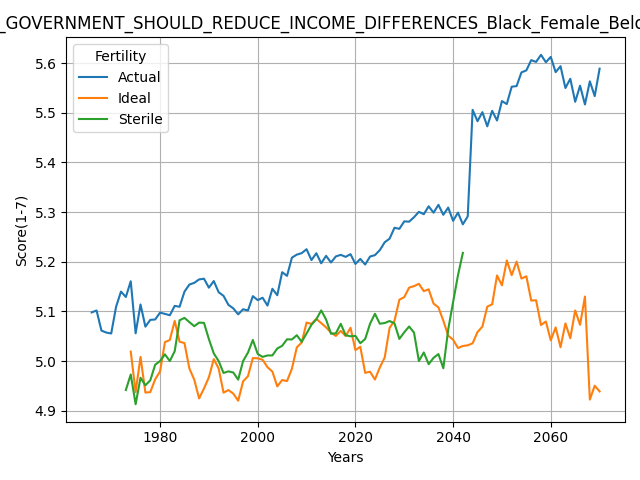 _GOVERNMENT_SHOULD_REDUCE_INCOME_DIFFERENCES_Black_Female_Belo
Fertility
Actual
Ideal
Sterile
5.6
5.5
5.4
5.3
5.2
5.1
5.0
4.9
Score(1-7)
1980 2000 2020 2040 2060
Years